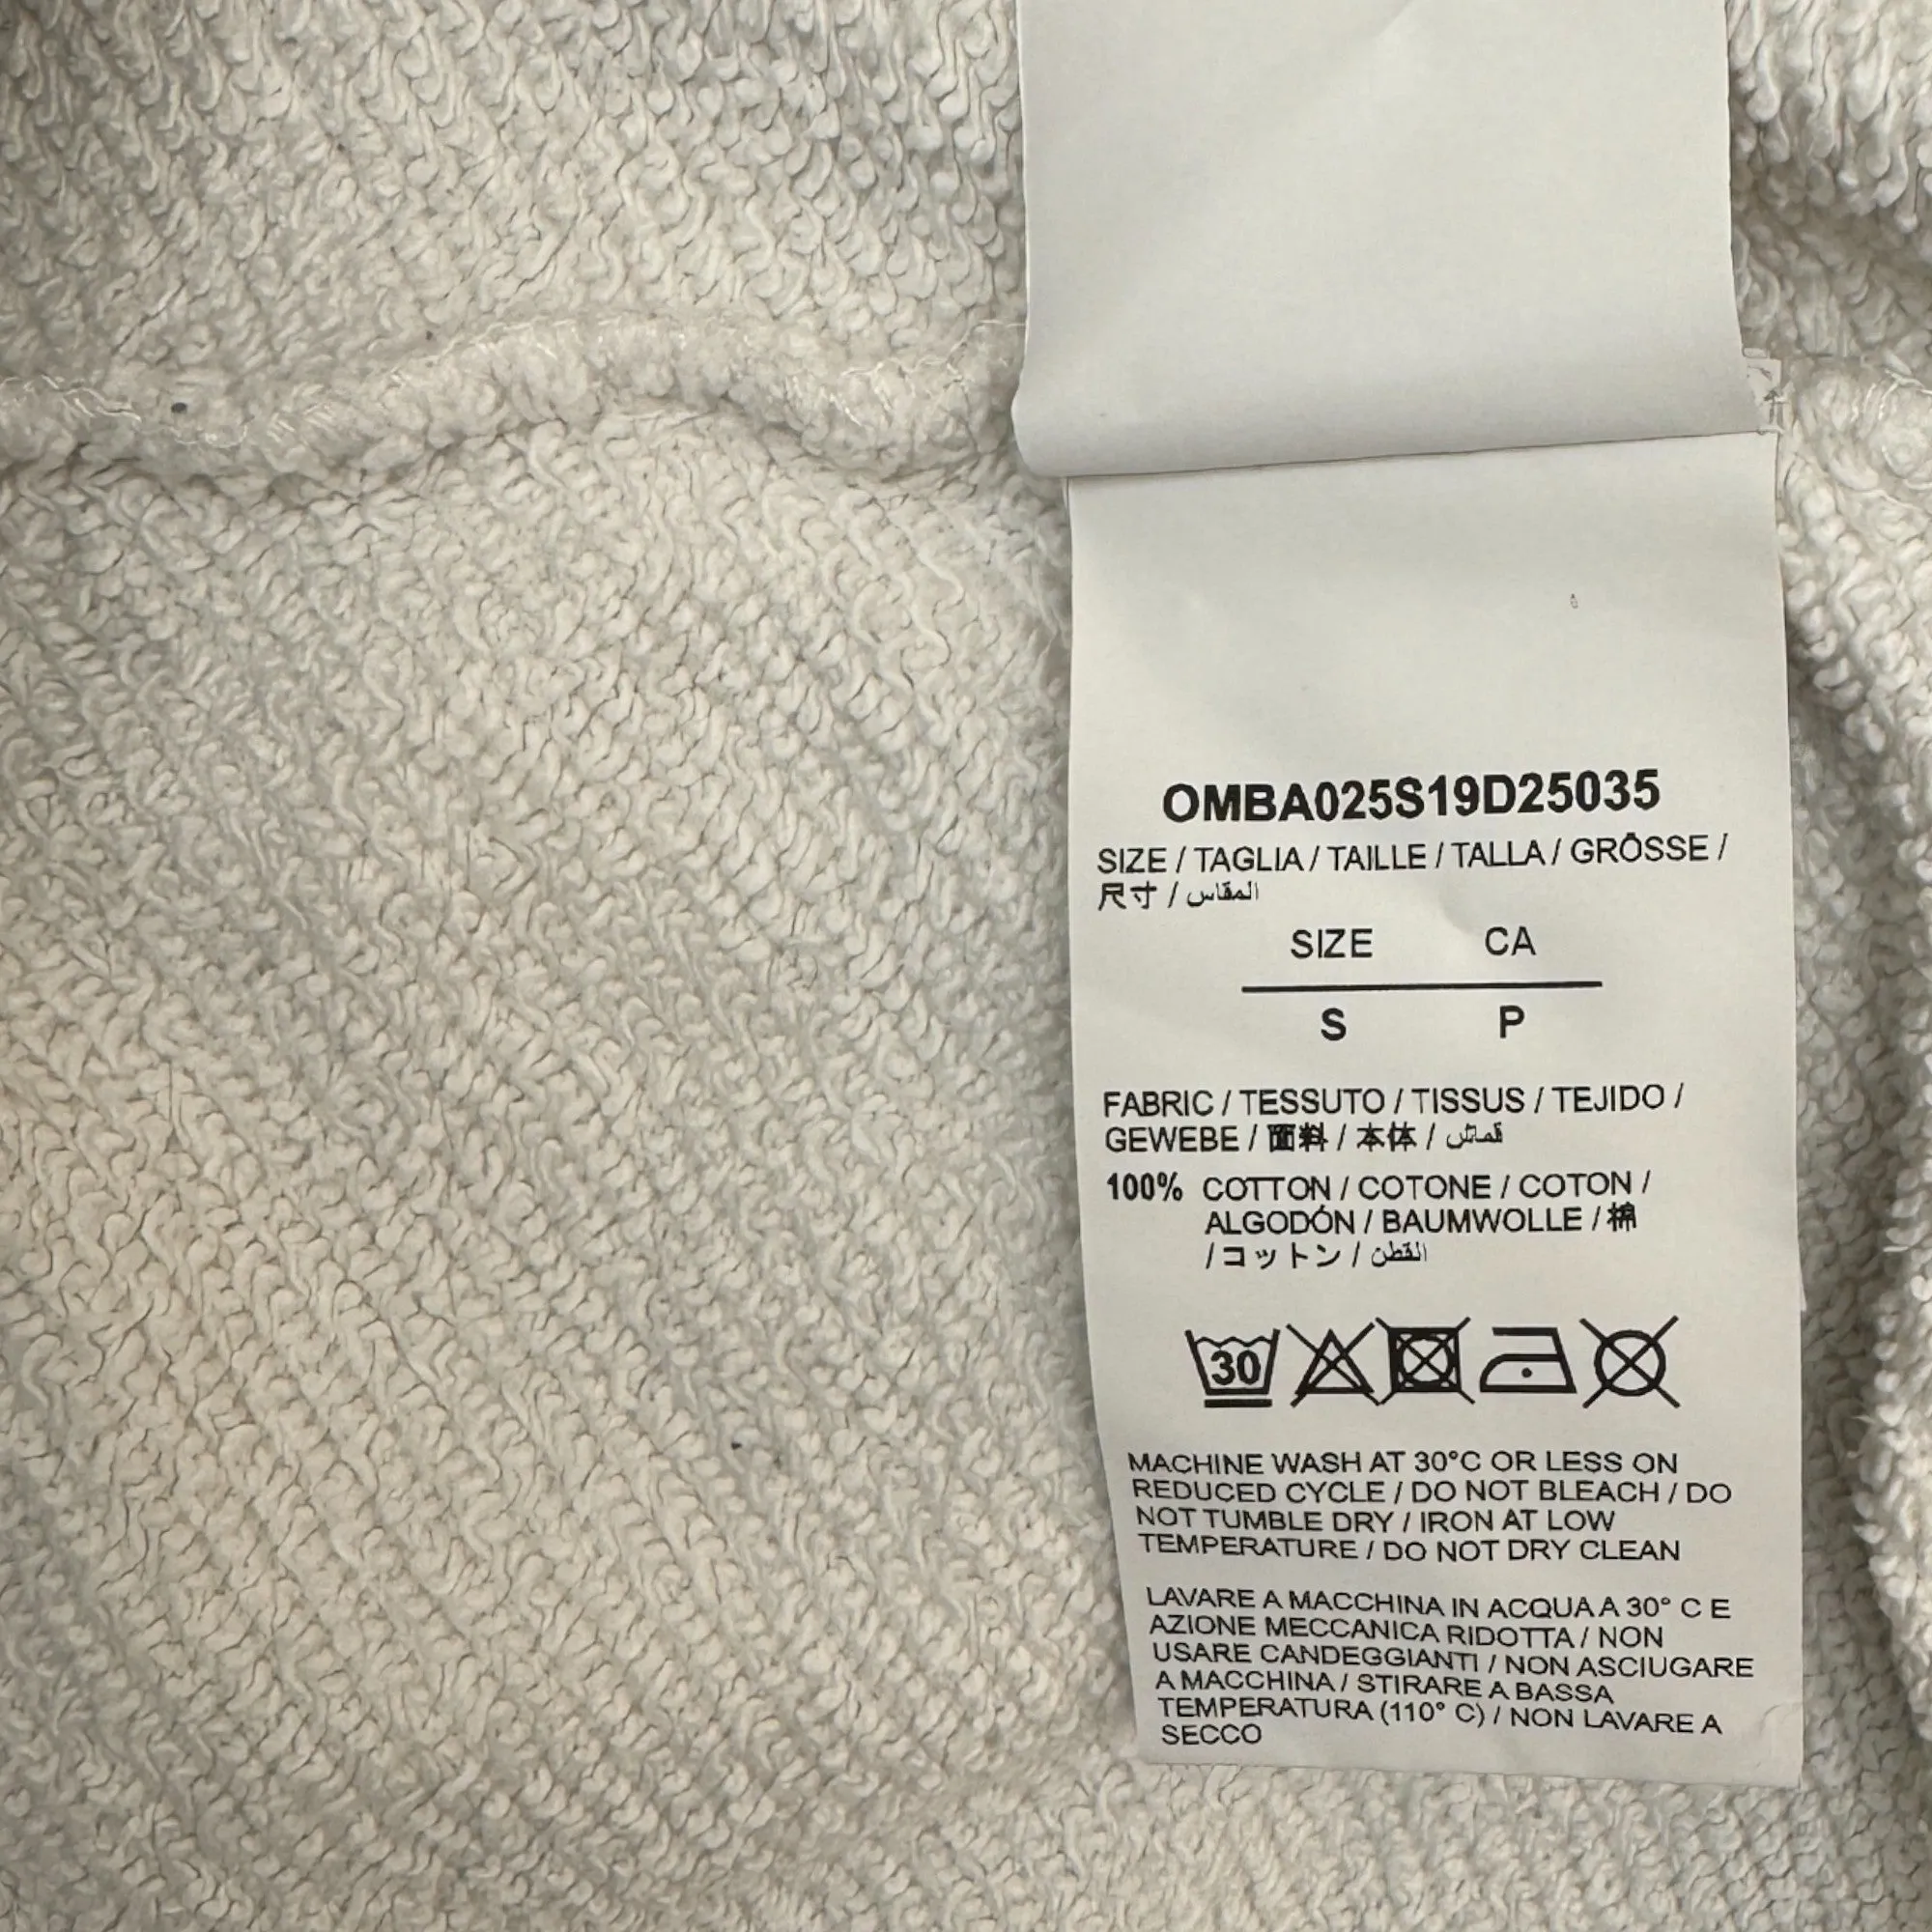 OMBA025S19D25035
SIZE / TAGLIA / TAILLE / TALLA / GRÖSSE /
尺寸 / المقاس
SIZE CA
S P
FABRIC / TESSUTO / TISSUS / TEJIDO /
GEWEBE / 面料 / 本体 / قماش
100% COTTON / COTONE / COTON /
ALGODÓN / BAUMWOLLE / 棉
/ コットン / القطن
30
MACHINE WASH AT 30°C OR LESS ON
REDUCED CYCLE / DO NOT BLEACH / DO
NOT TUMBLE DRY / IRON AT LOW
TEMPERATURE / DO NOT DRY CLEAN
LAVARE A MACCHINA IN ACQUA A 30° C E
AZIONE MECCANICA RIDOTTA / NON
USARE CANDEGGIANTI / NON ASCIUGARE
A MACCHINA / STIRARE A BASSA
TEMPERATURA (110° C) / NON LAVARE A
SECCO